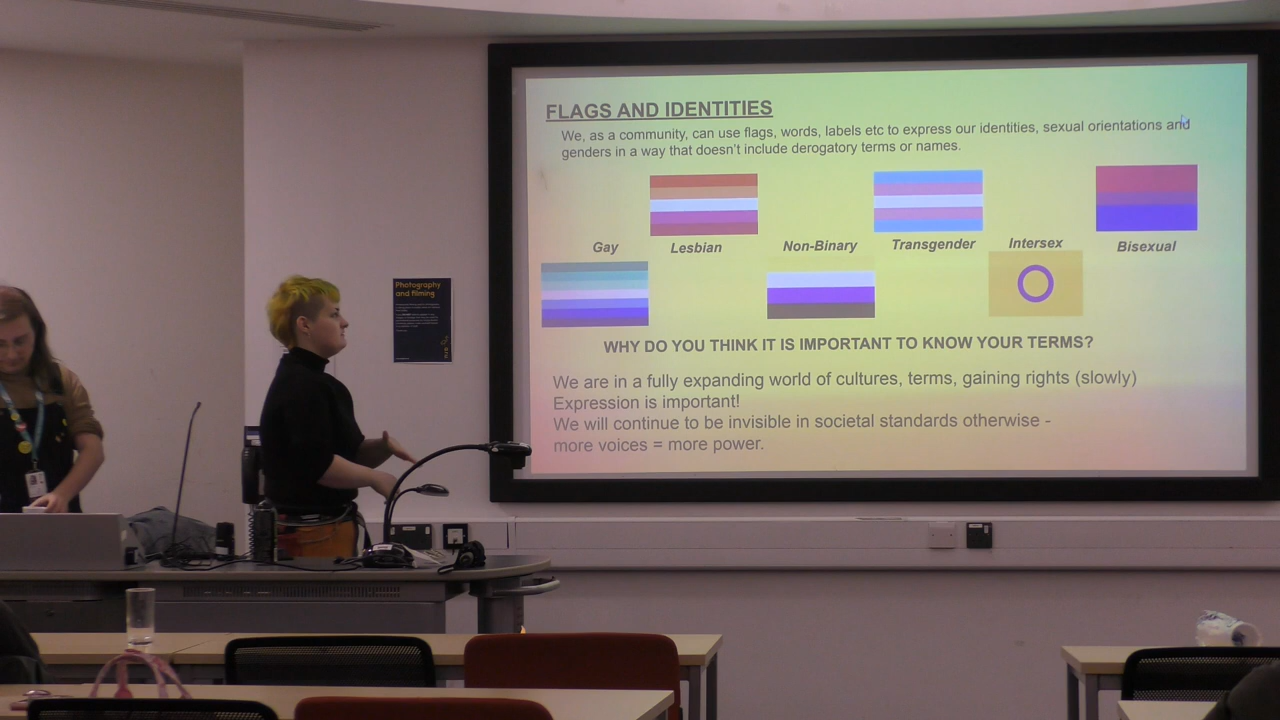 FLAGS AND IDENTITIES
We, as a community, can use flags, words, labels etc to express our identities, sexual orientations and
genders in a way that doesn't include derogatory terms or names.
Gay Lesbian Non-Binary Transgender Intersex Bisexual
WHY DO YOU THINK IT IS IMPORTANT TO KNOW YOUR TERMS?
We are in a fully expanding world of cultures, terms, gaining rights (slowly)
Expression is important!
We will continue to be invisible in societal standards otherwise -
more voices = more power.
Photography
and filming